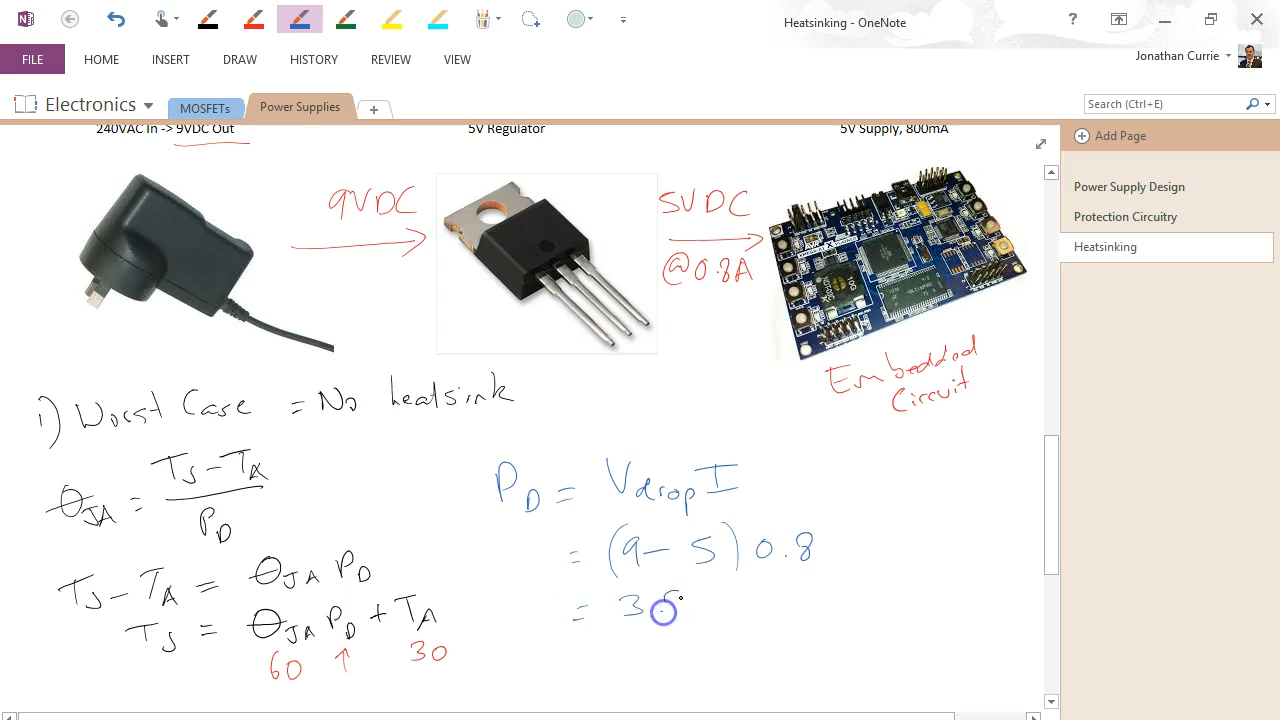 Heatsinking - OneNote
?
Jonathan Currie
FILE HOME INSERT DRAW HISTORY REVIEW VIEW
Electronics
MOSFETs
Power Supplies
+
Search (Ctrl+E)
240VAC In -> 9VDC Out
5V Regulator
5V Supply, 800mA
Add Page
Power Supply Design
Protection Circuitry
Heatsinking
9VDC
5VDC
@0.8A
Embedded
Circuit
i) Worst Case = No heatsink
θJA = TJ - TA
PD
TJ - TA = θJA PD
TJ = θJA PD + TA
60 ↑ 30
PD = Vdrop I
= (9 - 5) 0.8
= 3.